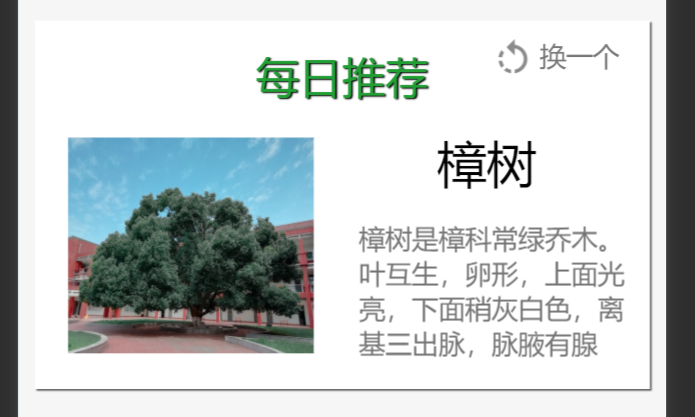 换一个
每日推荐
樟树
樟树是樟科常绿乔木。
叶互生，卵形，上面光
亮，下面稍灰白色，离
基三出脉，脉腋有腺